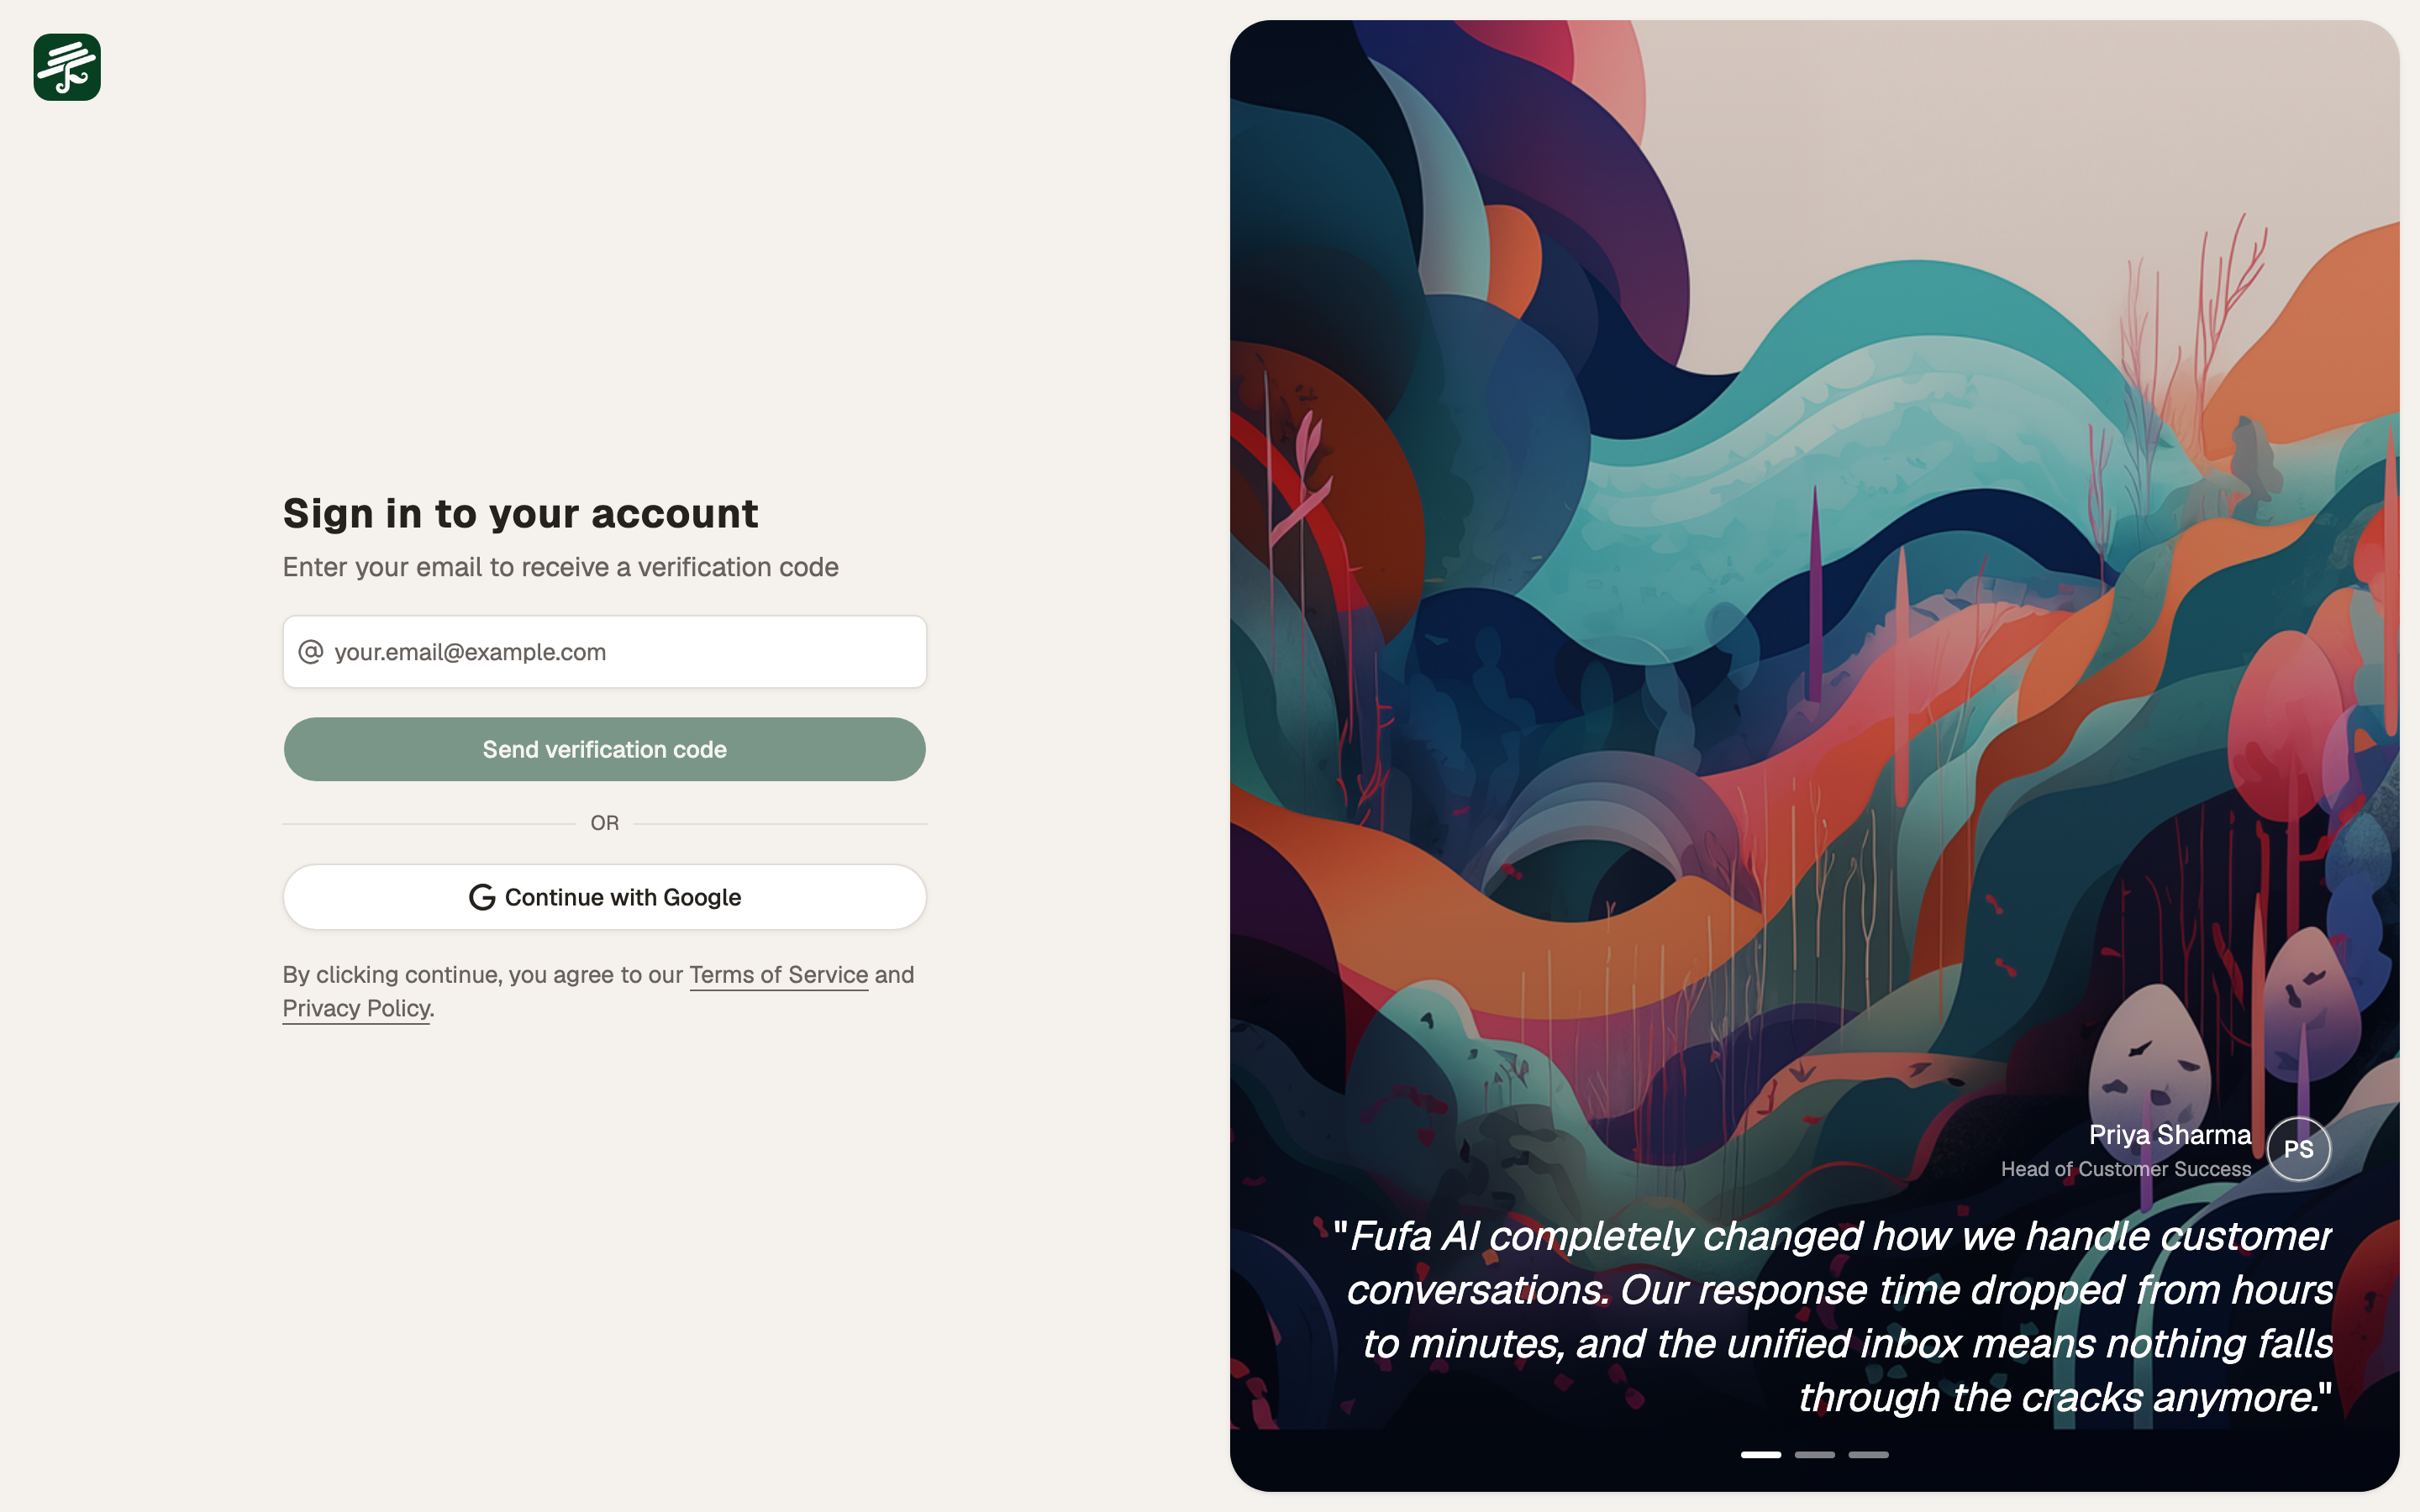 Sign in to your account
Enter your email to receive a verification code
@ your.email@example.com
Send verification code
OR
G Continue with Google
By clicking continue, you agree to our Terms of Service and
Privacy Policy.
Priya Sharma
Head of Customer Success
PS
"Fufa AI completely changed how we handle customer
conversations. Our response time dropped from hours
to minutes, and the unified inbox means nothing falls
through the cracks anymore."